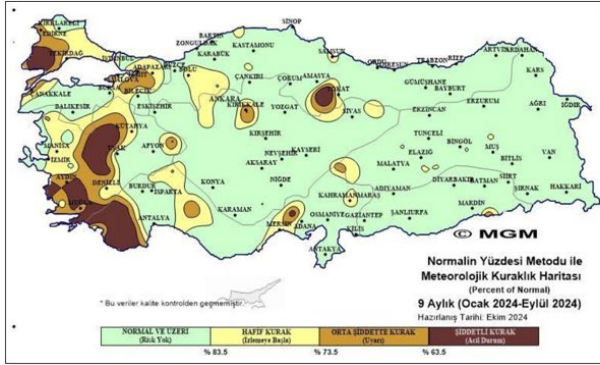 SİNOP
KIRKLARELİ
EDİRNE
BARTIN
ZONGULDAK
KASTAMONU
TEKİRDAĞ
İSTANBUL
KARABÜK
SAMSUN
ORDU
GİRESUN
TRABZON
RİZE
ARTVİN
ARDAHAN
DÜZCE
ADAPAZARI
BOLU
ÇANKIRI
ÇORUM
AMASYA
TOKAT
GÜMÜŞHANE
BAYBURT
KARS
YALOVA
BİLECİK
ÇANAKKALE
BALIKESİR
ESKİŞEHİR
ANKARA
KIRIKKALE
YOZGAT
SİVAS
ERZİNCAN
ERZURUM
AĞRI
IĞDIR
KÜTAHYA
MANİSA
UŞAK
AFYON
KIRŞEHİR
TUNCELİ
BİNGÖL
MUŞ
İZMİR
NEVŞEHİR
KAYSERİ
ELAZIĞ
BİTLİS
VAN
AYDIN
DENİZLİ
BURDUR
ISPARTA
KONYA
AKSARAY
NİĞDE
MALATYA
DİYARBAKIR
BATMAN
SİİRT
ŞIRNAK
HAKKARİ
MUĞLA
ANTALYA
KARAMAN
MERSİN
ADANA
OSMANİYE
KAHRAMANMARAŞ
GAZİANTEP
ADIYAMAN
ŞANLIURFA
MARDİN
KİLİS
ANTAKYA
© MGM
Normalin Yüzdesi Metodu ile
Meteorolojik Kuraklık Haritası
(Percent of Normal)
9 Aylık (Ocak 2024-Eylül 2024)
Hazırlanış Tarihi: Ekim 2024
* Bu veriler kalite kontrolden geçmemiştir.
NORMAL VE ÜZERİ
(Risk Yok)
HAFİF KURAK
(İzlemeye Başla)
ORTA ŞİDDETTE KURAK
(Uyarı)
ŞİDDETLİ KURAK
(Acil Durum)
% 83.5
% 73.5
% 63.5